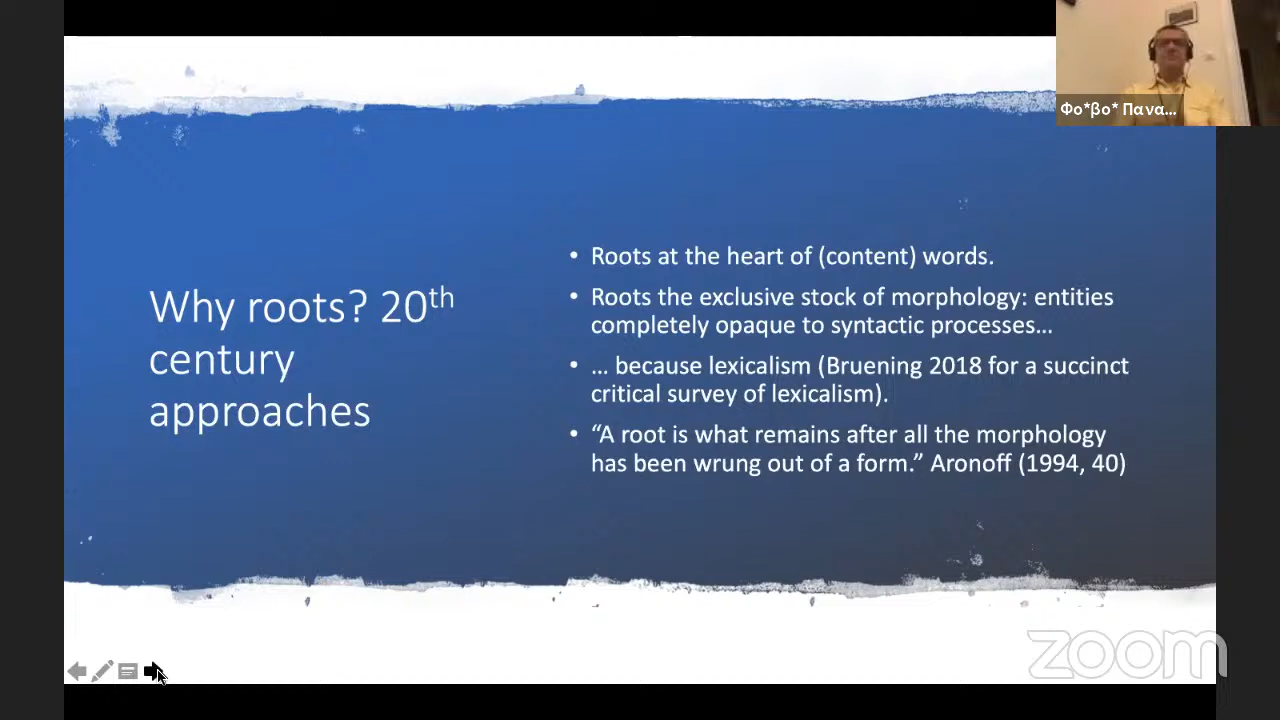 Φο*βο* Πανα...
Why roots? 20th
century
approaches
• Roots at the heart of (content) words.
• Roots the exclusive stock of morphology: entities
completely opaque to syntactic processes…
• … because lexicalism (Bruening 2018 for a succinct
critical survey of lexicalism).
• “A root is what remains after all the morphology
has been wrung out of a form.” Aronoff (1994, 40)
zoom